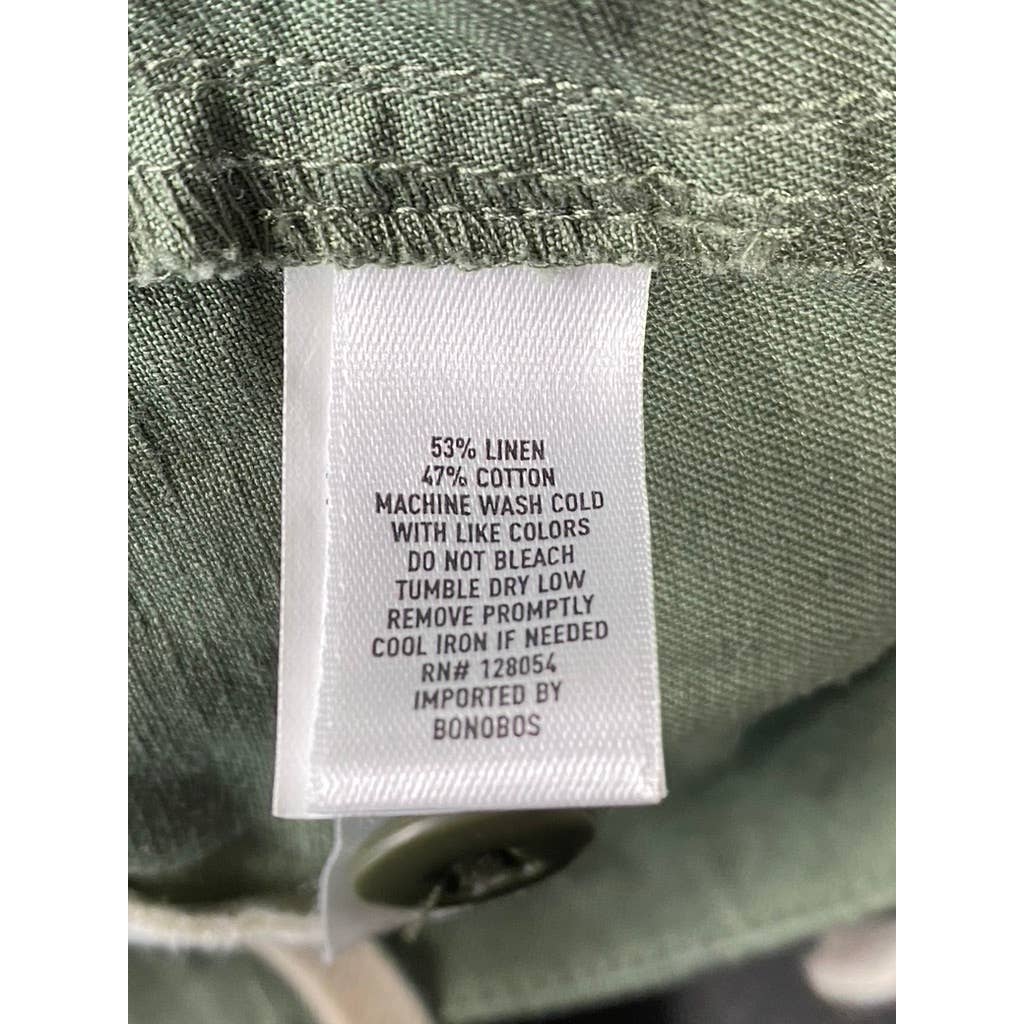 53% LINEN
47% COTTON
MACHINE WASH COLD
WITH LIKE COLORS
DO NOT BLEACH
TUMBLE DRY LOW
REMOVE PROMPTLY
COOL IRON IF NEEDED
RN# 128054
IMPORTED BY
BONOBOS